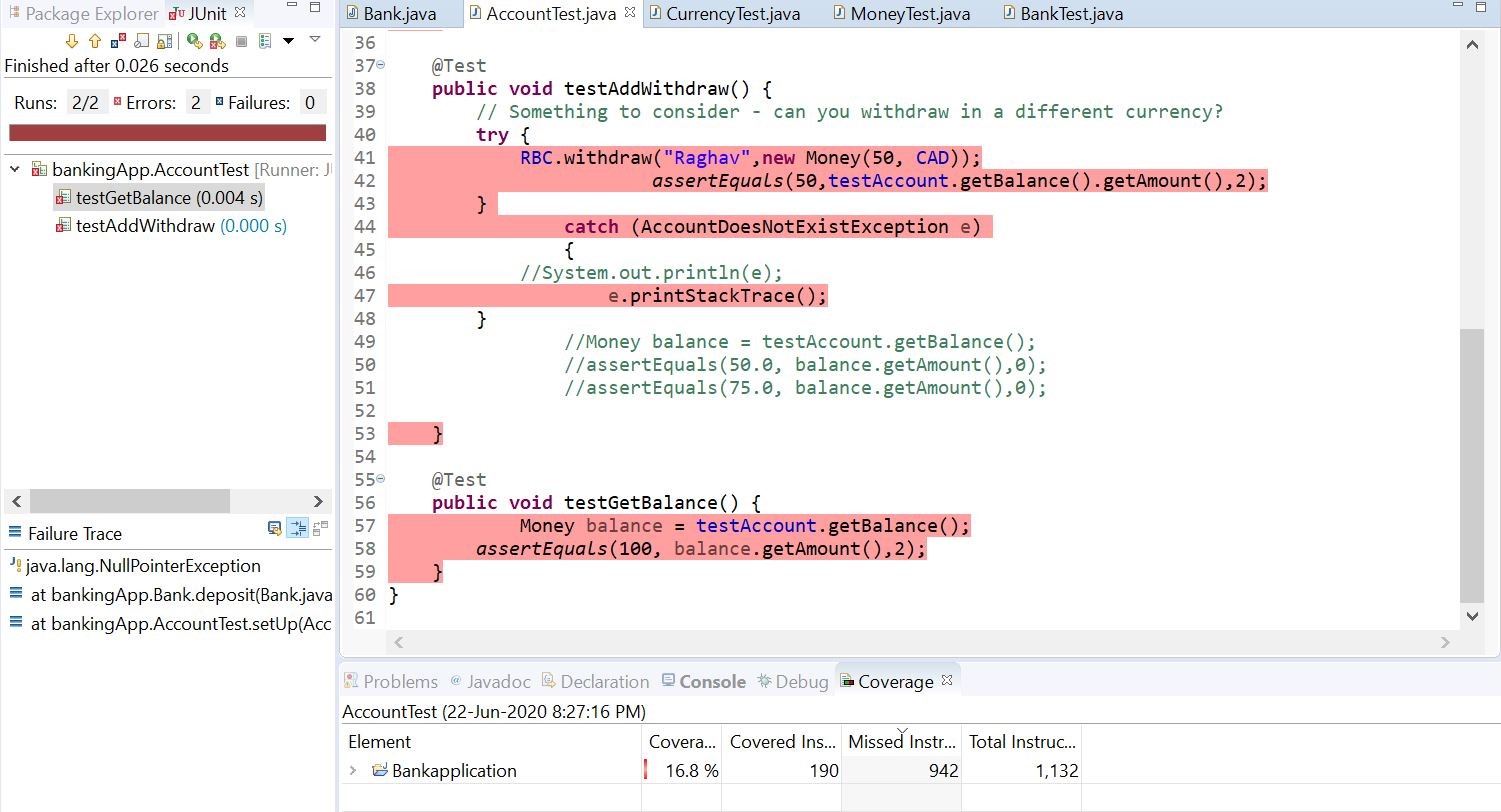 Package Explorer JUnit
Finished after 0.026 seconds
Runs: 2/2 Errors: 2 Failures: 0
bankingApp.AccountTest [Runner: JU
testGetBalance (0.004 s)
testAddWithdraw (0.000 s)
Failure Trace
java.lang.NullPointerException
at bankingApp.Bank.deposit(Bank.java
at bankingApp.AccountTest.setUp(Acc
Bank.java AccountTest.java CurrencyTest.java MoneyTest.java BankTest.java
36
37 @Test
38 public void testAddWithdraw() {
39 // Something to consider - can you withdraw in a different currency?
40 try {
41 RBC.withdraw("Raghav",new Money(50, CAD));
42 assertEquals(50,testAccount.getBalance().getAmount(),2);
43 }
44 catch (AccountDoesNotExistException e)
45 {
46 //System.out.println(e);
47 e.printStackTrace();
48 }
49 //Money balance = testAccount.getBalance();
50 //assertEquals(50.0, balance.getAmount(),0);
51 //assertEquals(75.0, balance.getAmount(),0);
52
53 }
54
55 @Test
56 public void testGetBalance() {
57 Money balance = testAccount.getBalance();
58 assertEquals(100, balance.getAmount(),2);
59 }
60 }
61
Problems Javadoc Declaration Console Debug Coverage
AccountTest (22-Jun-2020 8:27:16 PM)
Element Covera... Covered Ins... Missed Instr... Total Instruc...
Bankapplication 16.8 % 190 942 1,132